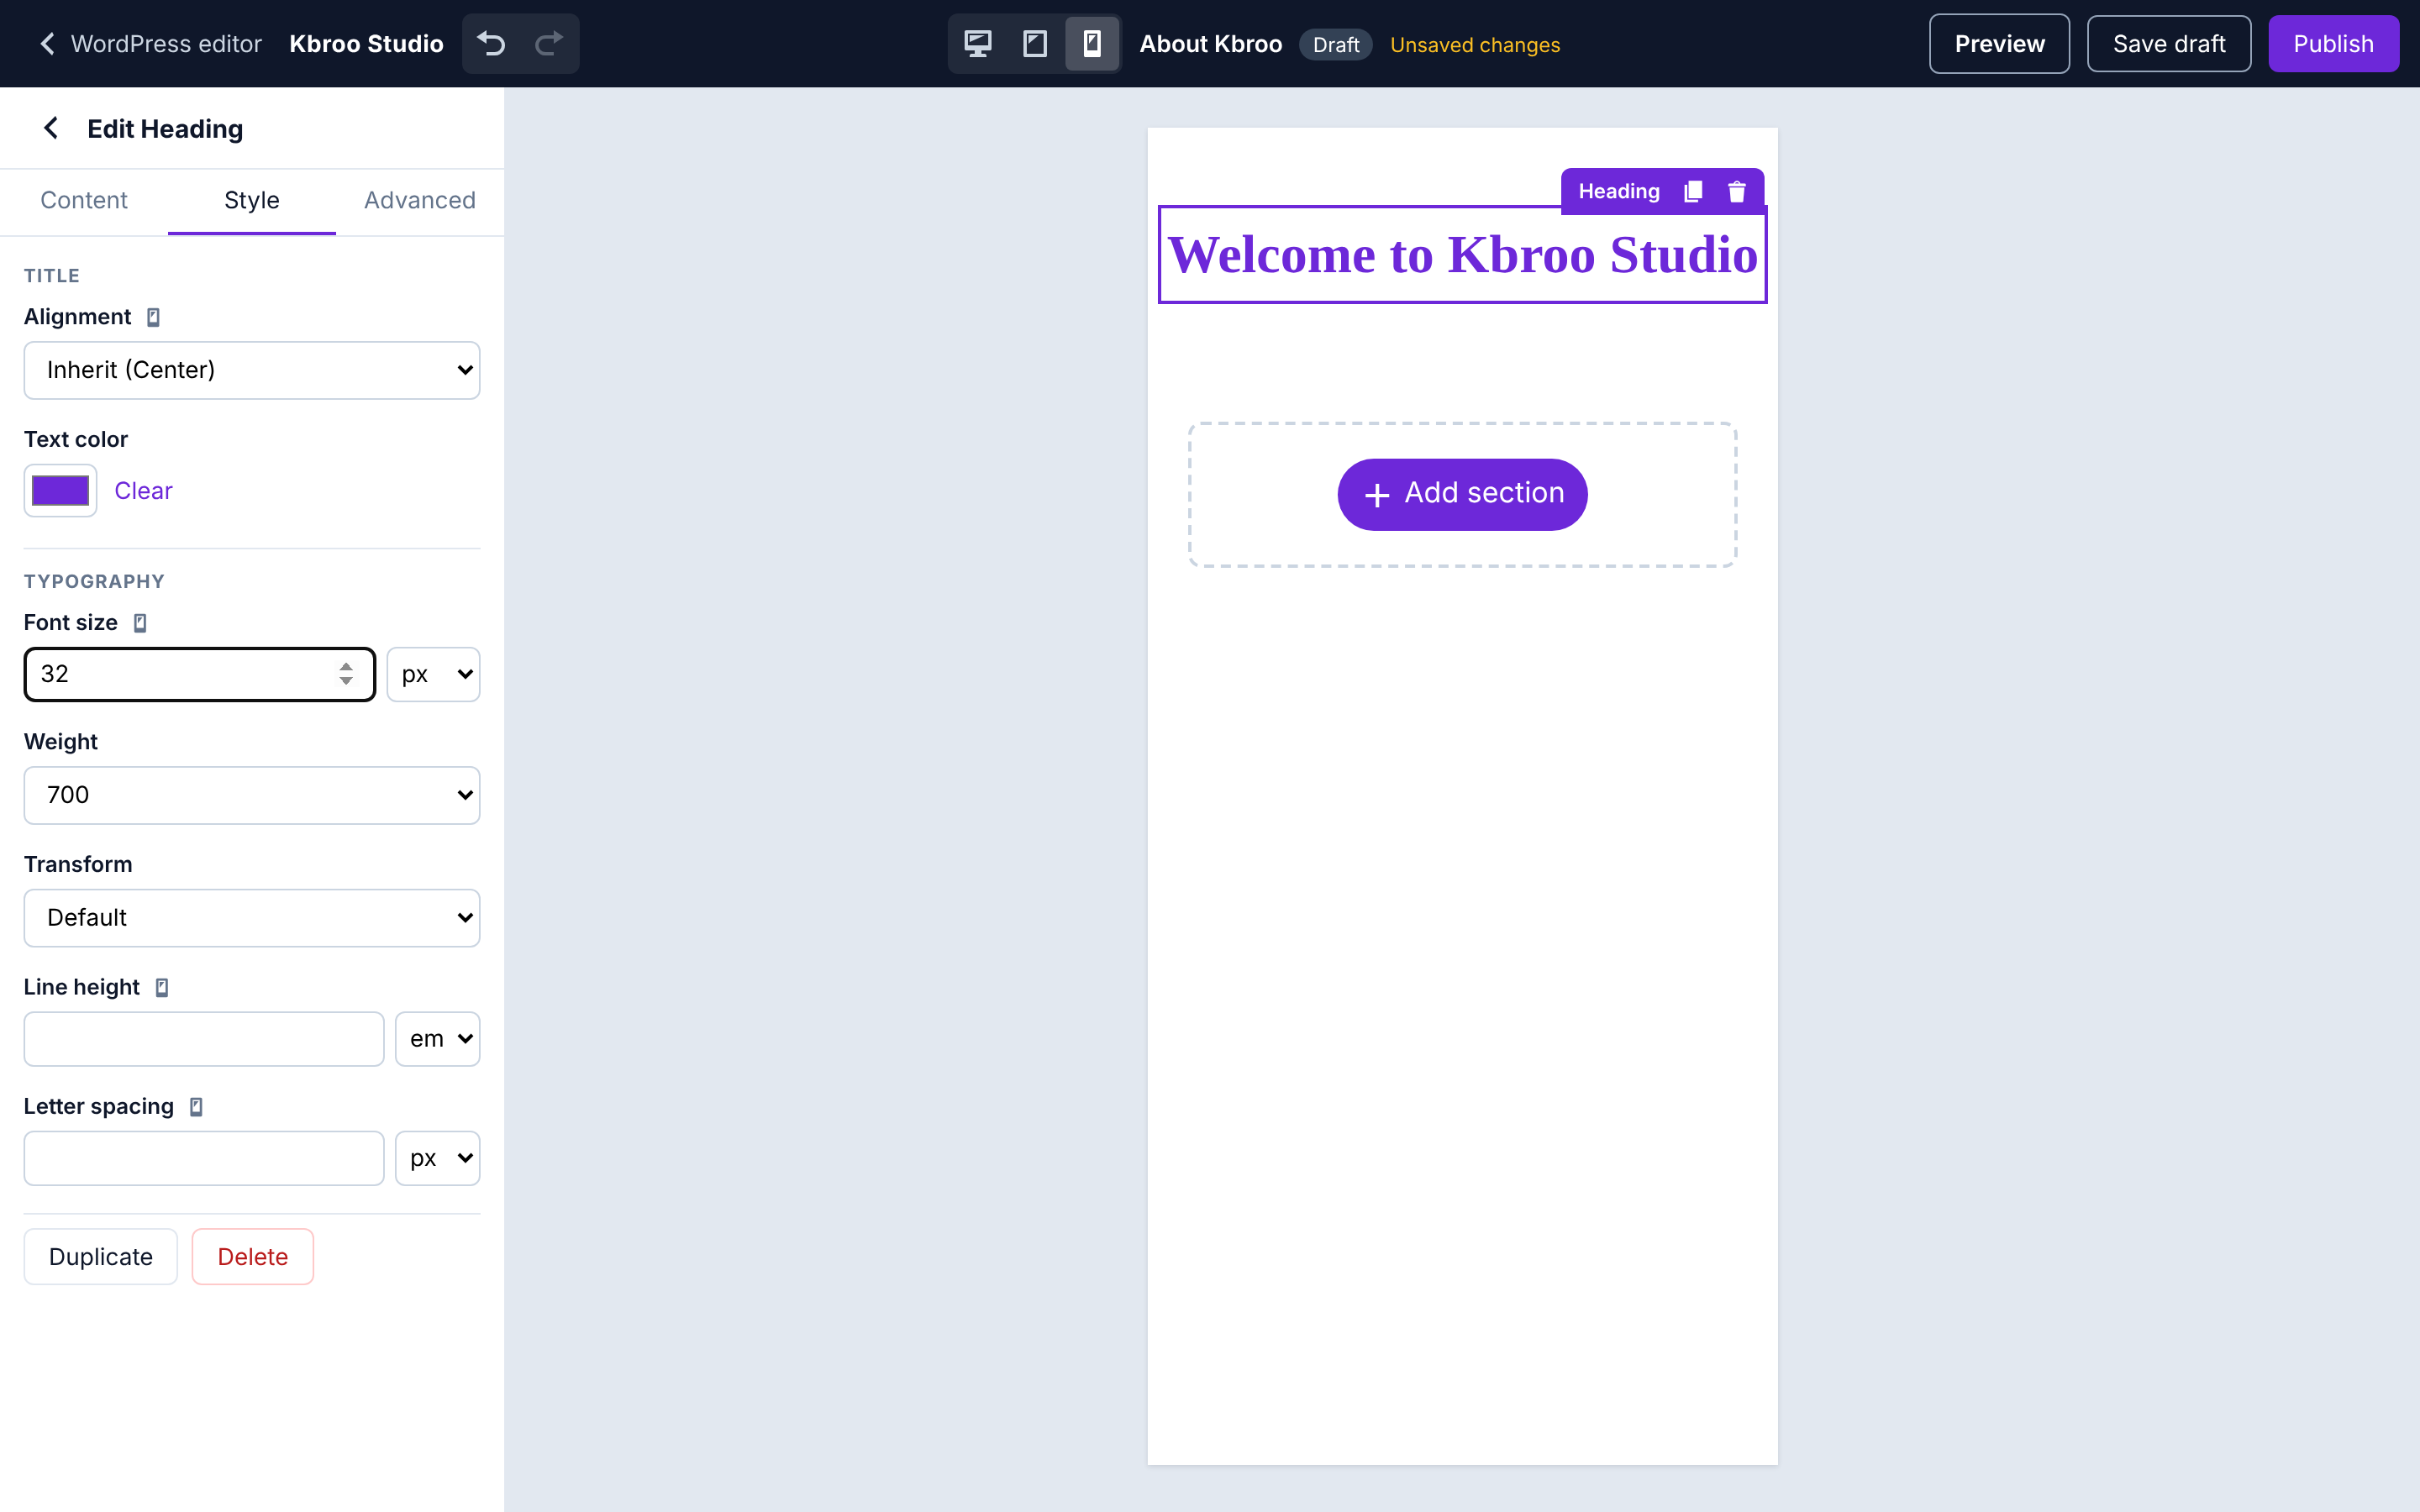 WordPress editor Kbroo Studio About Kbroo Draft Unsaved changes Preview Save draft Publish
Edit Heading
Content Style Advanced
TITLE
Alignment
Inherit (Center)
Text color
Clear
TYPOGRAPHY
Font size
32 px
Weight
700
Transform
Default
Line height
em
Letter spacing
px
Duplicate Delete
Heading
Welcome to Kbroo Studio
Add section